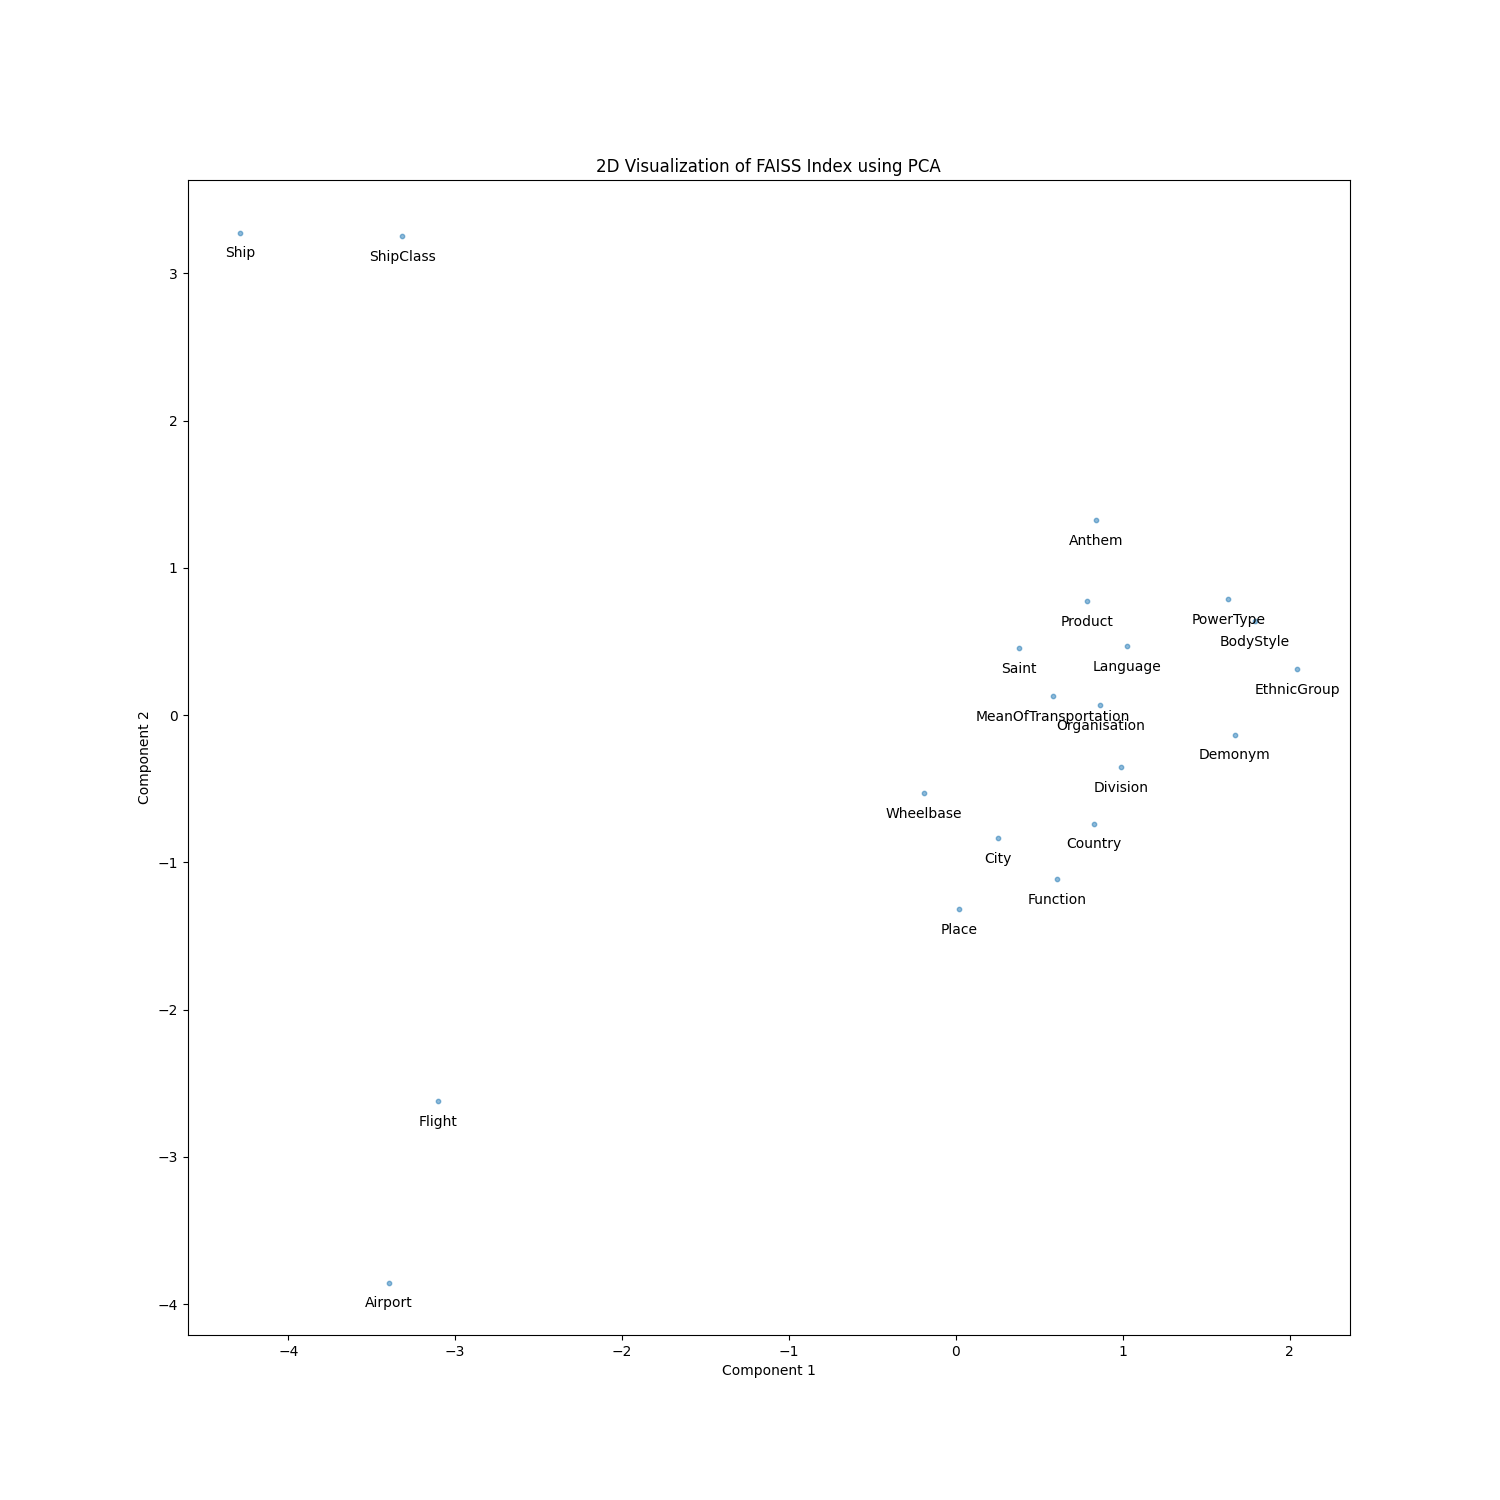 2D Visualization of FAISS Index using PCA
Ship
ShipClass
3
2
Anthem
1
Product
PowerType
BodyStyle
Saint
Language
EthnicGroup
0
MeanOfTransportation
Organisation
Demonym
Component 2
Division
Wheelbase
Country
−1
City
Function
Place
−2
Flight
−3
Airport
−4
−4 −3 −2 −1 0 1 2
Component 1